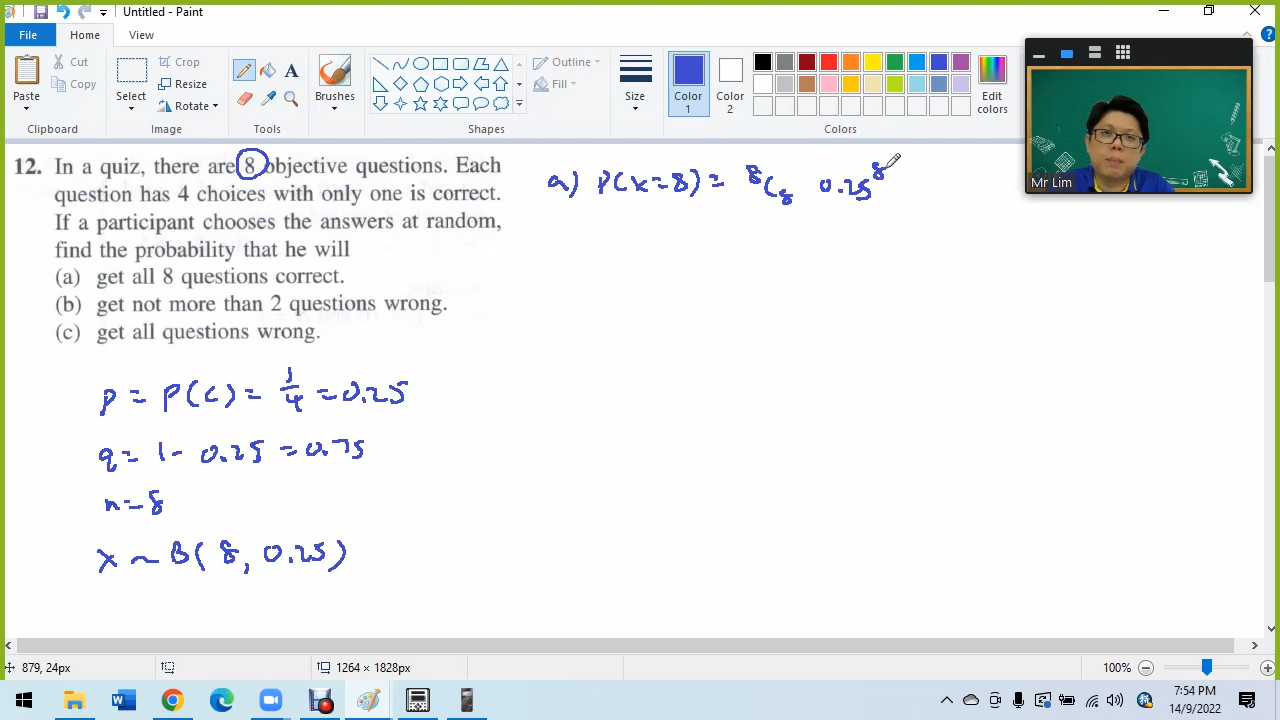 Untitled - Paint
File Home View
Paste Cut Copy Clipboard
Select Crop Resize Rotate Image
Tools
Brushes
Outline Fill Shapes
Size
Color 1 Color 2 Edit colors Colors
Mr Lim
12. In a quiz, there are 8 objective questions. Each
question has 4 choices with only one is correct.
If a participant chooses the answers at random,
find the probability that he will
(a) get all 8 questions correct.
(b) get not more than 2 questions wrong.
(c) get all questions wrong.
a) P(x=8) = ⁸C₈ 0.25⁸
p = P(C) = 1/4 = 0.25
q = 1 - 0.25 = 0.75
n = 8
x ~ B(8, 0.25)
879, 24px 1264 × 1828px 100%
7:54 PM
14/9/2022